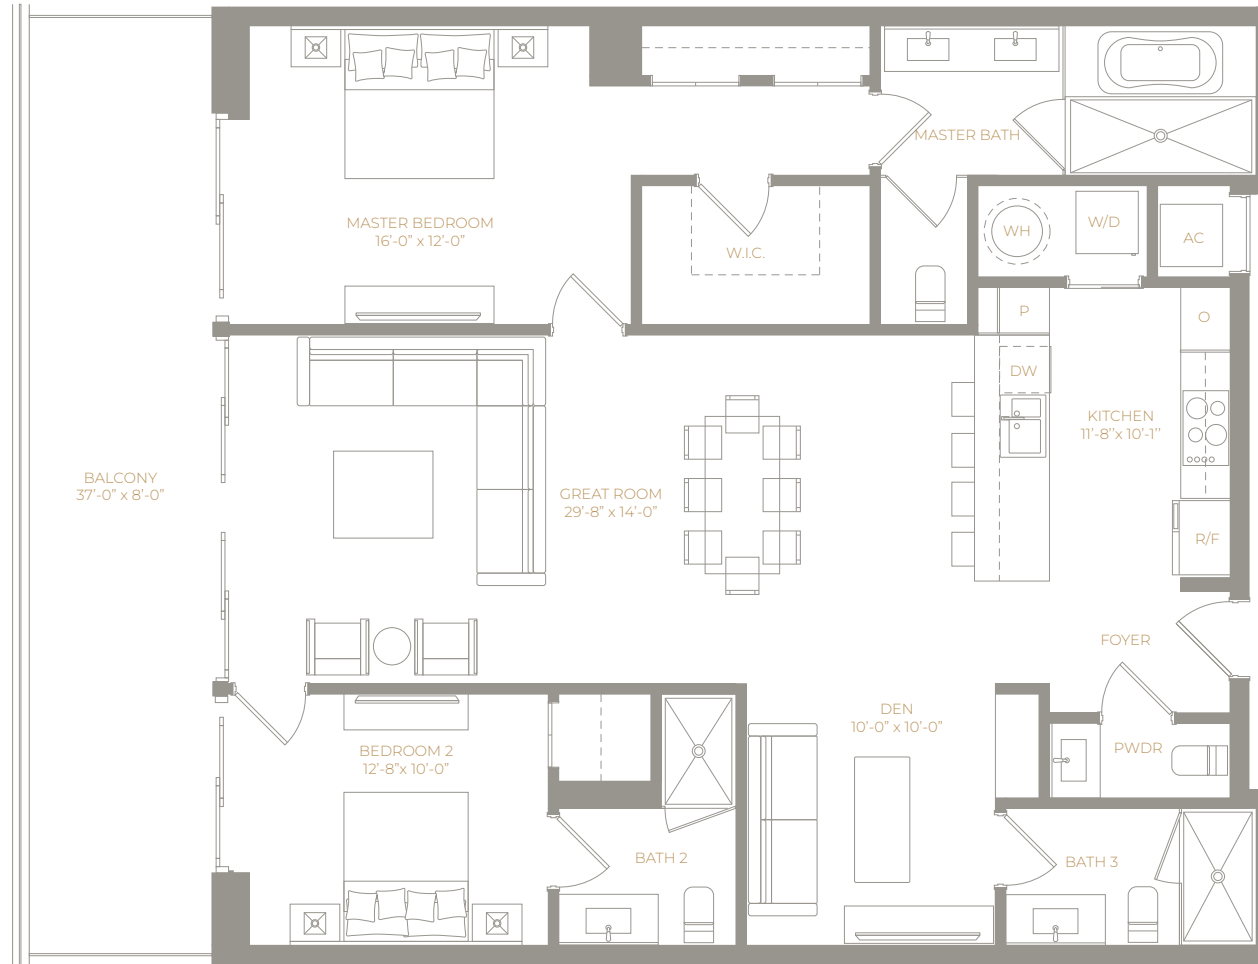 MASTER BATH
MASTER BEDROOM
16'-0” x 12'-0”
W.I.C.
WH
W/D
AC
P
O
DW
KITCHEN
11'-8’’x 10'-1’’
BALCONY
37'-0” x 8'-0”
GREAT ROOM
29'-8” x 14'-0”
R/F
FOYER
DEN
10'-0” x 10'-0”
BEDROOM 2
12'-8”x 10'-0”
PWDR
BATH 2
BATH 3